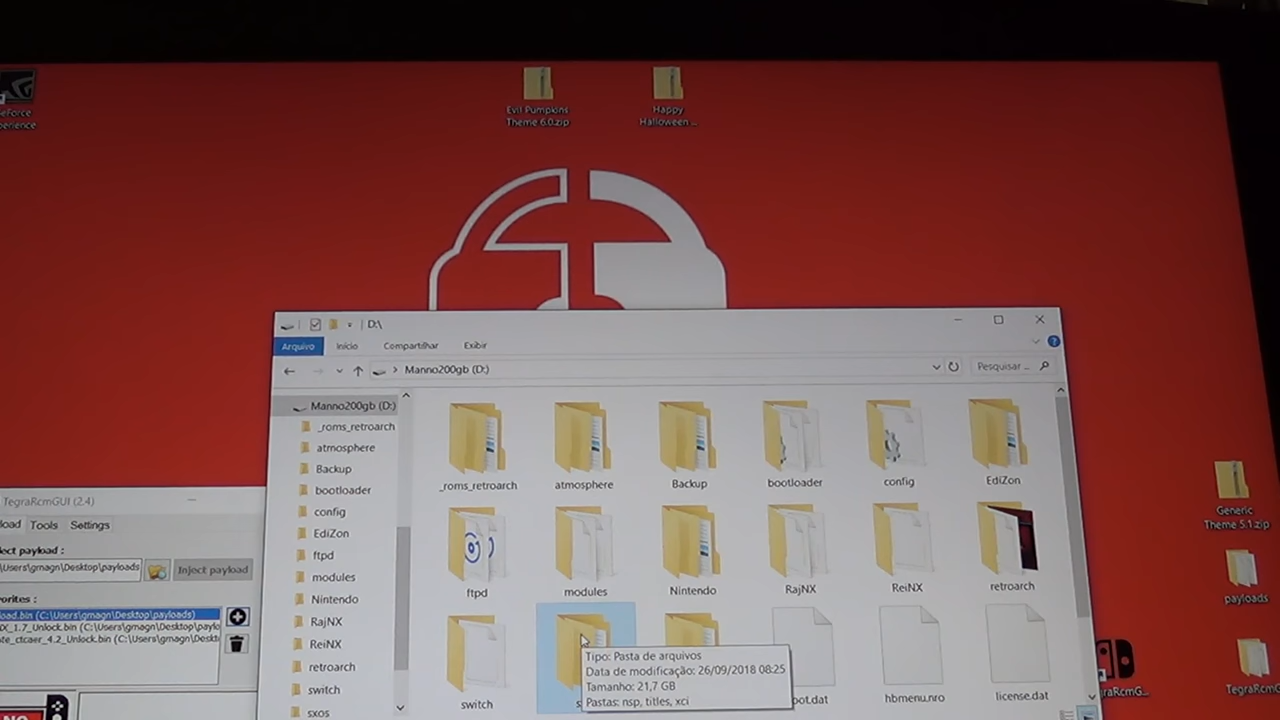 Evil Pumpkins
Theme 6.0.zip
Happy
Halloween ...
D:\
Arquivo
Início
Compartilhar
Exibir
Manno200gb (D:)
Pesquisar ...
Manno200gb (D:)
_roms_retroarch
atmosphere
Backup
bootloader
config
EdiZon
ftpd
modules
Nintendo
RajNX
ReiNX
retroarch
switch
sxos
_roms_retroarch
atmosphere
Backup
bootloader
config
EdiZon
ftpd
modules
Nintendo
RajNX
ReiNX
retroarch
switch
hbmenu.nro
license.dat
Tipo: Pasta de arquivos
Data de modificação: 26/09/2018 08:25
Tamanho: 21,7 GB
Pastas: nsp, titles, xci
TegraRcmGUI (2.4)
Tools
Settings
payload :
Inject payload
Generic
Theme 5.1.zip
payloads